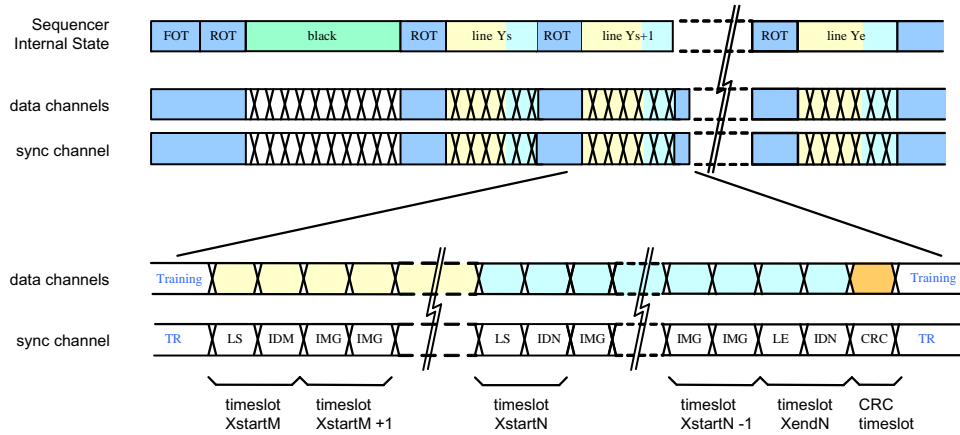 Sequencer
Internal State
FOT ROT black ROT line Ys ROT line Ys+1 ROT line Ye
data channels
sync channel
data channels Training Training
sync channel TR LS IDM IMG IMG LS IDN IMG IMG IMG LE IDN CRC TR
timeslot timeslot timeslot timeslot timeslot CRC
XstartM XstartM +1 XstartN XstartN -1 XendN timeslot